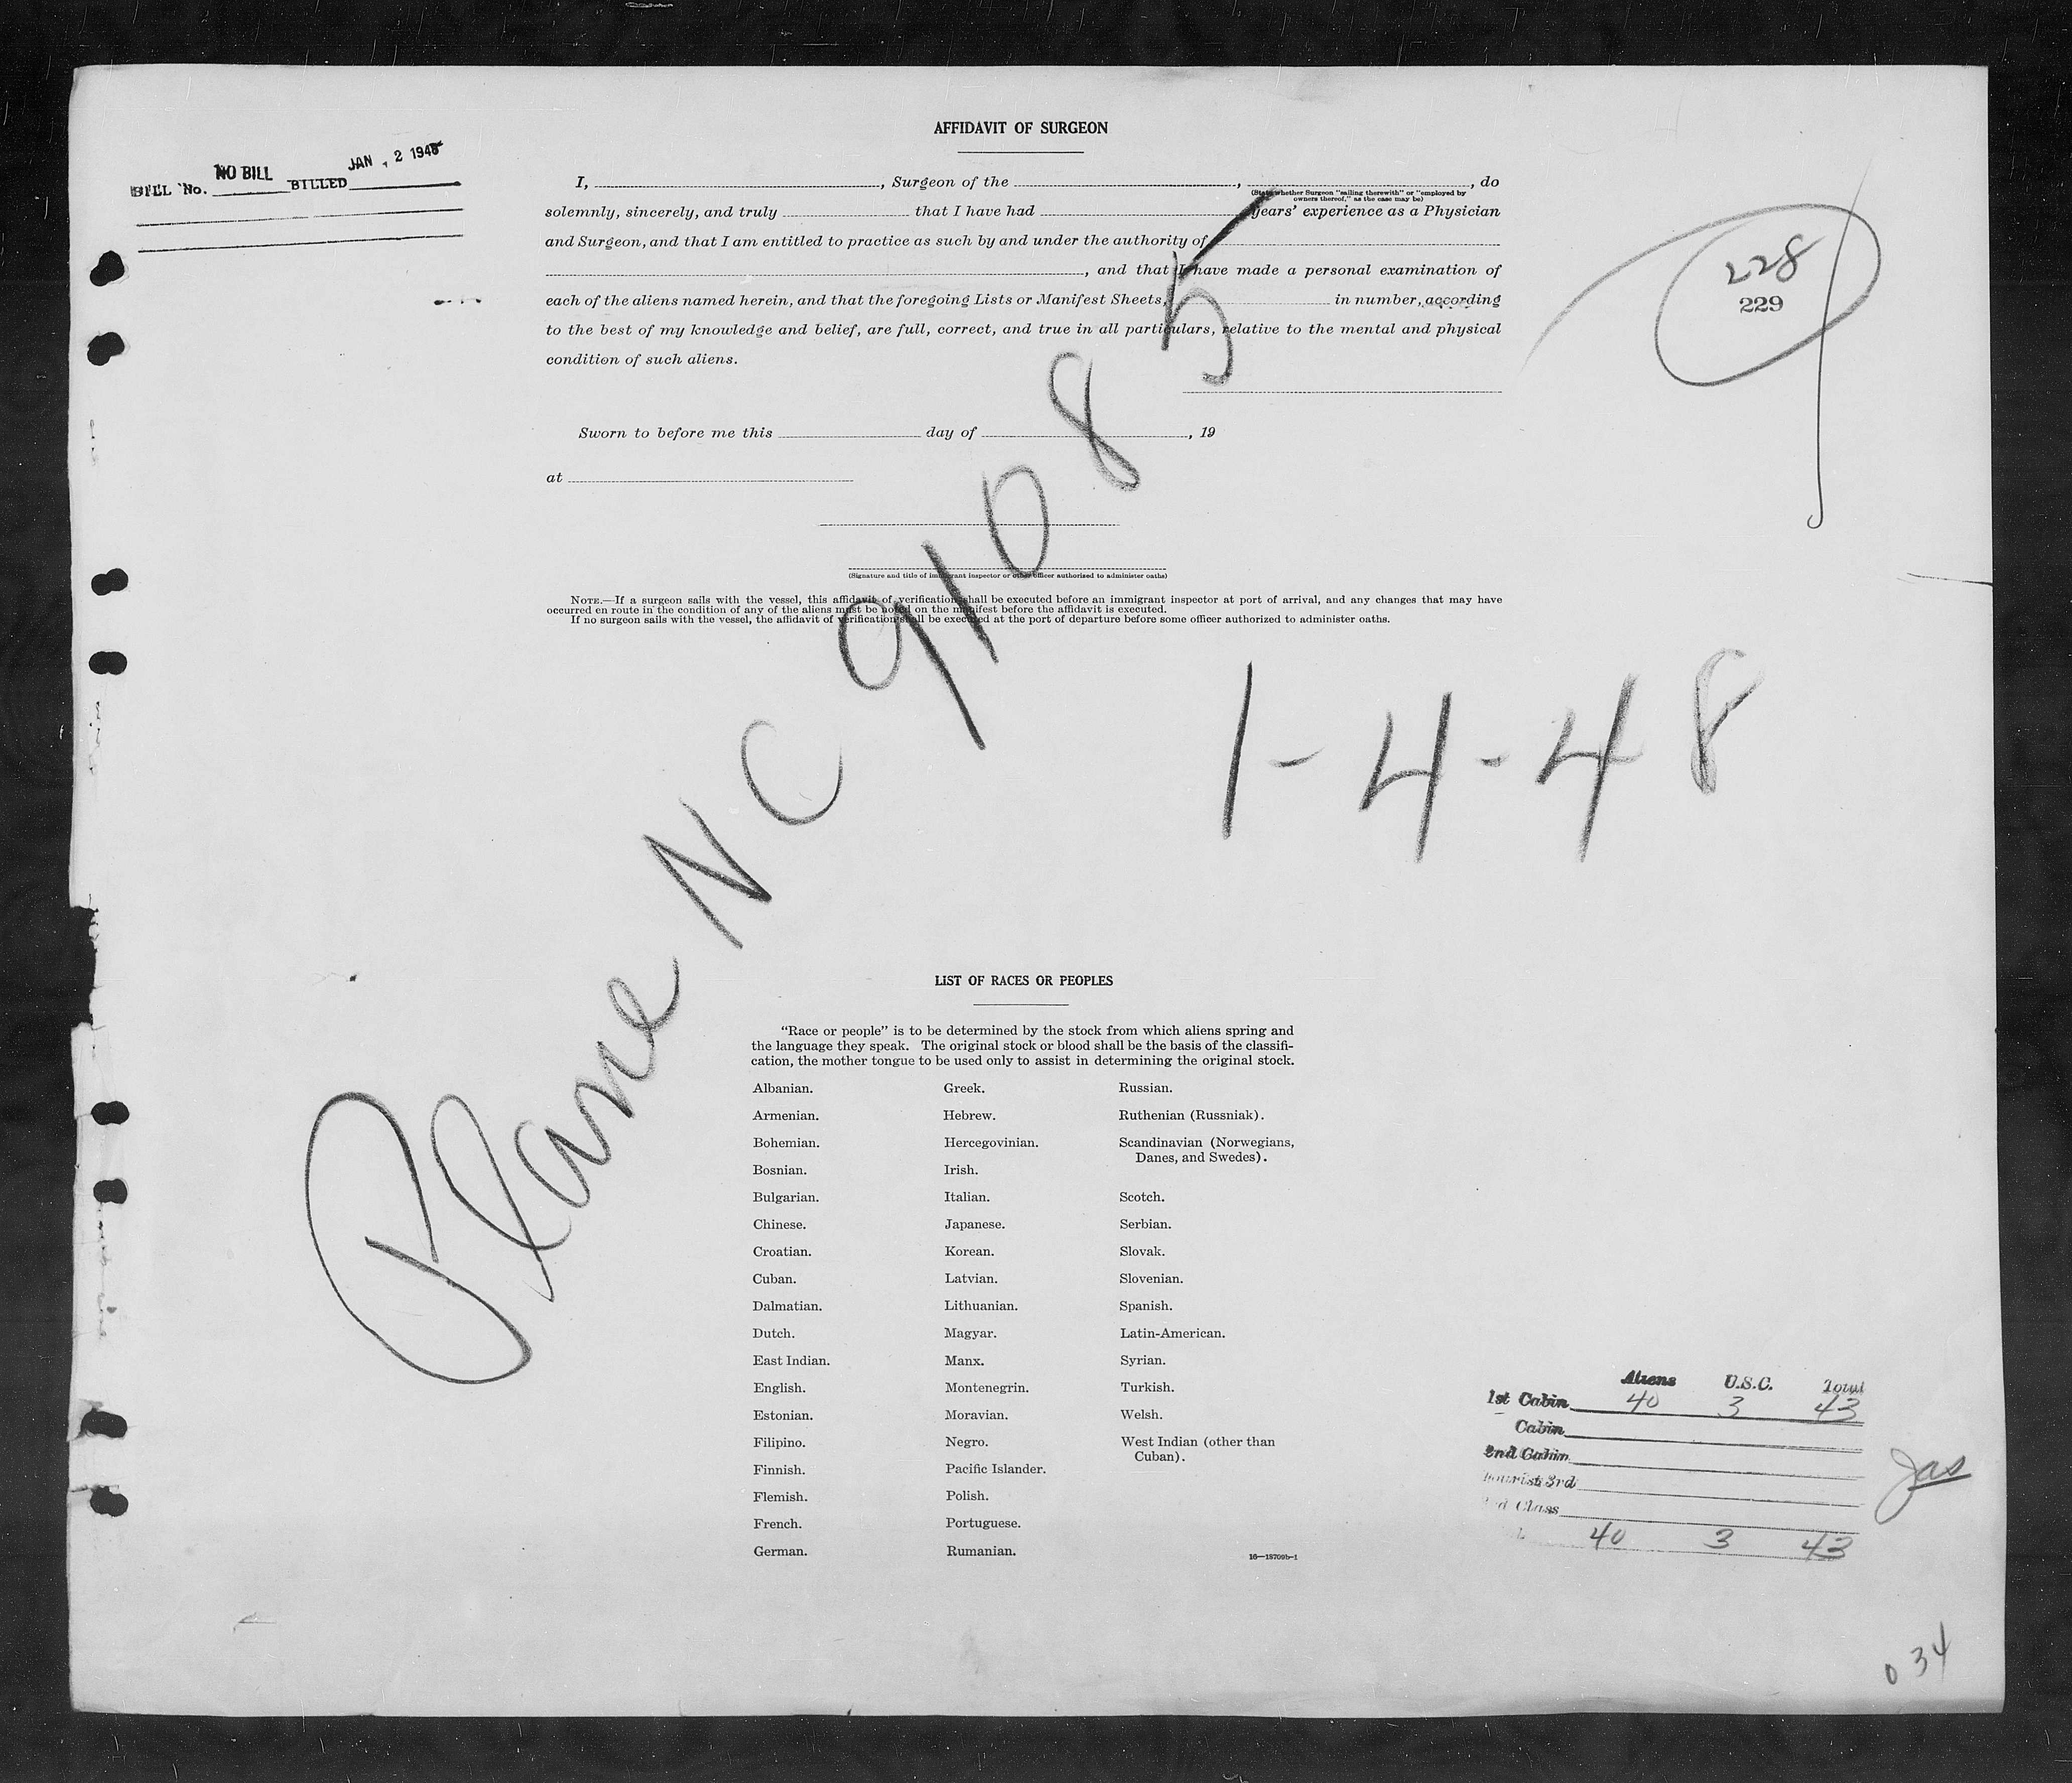 AFFIDAVIT OF SURGEON
BILL No. NO BILL BILLED JAN 2 1948
I, , Surgeon of the , , do
(State whether Surgeon "sailing therewith" or "employed by
owners thereof," as the case may be)
solemnly, sincerely, and truly that I have had years' experience as a Physician
and Surgeon, and that I am entitled to practice as such by and under the authority of
, and that I have made a personal examination of
each of the aliens named herein, and that the foregoing Lists or Manifest Sheets, in number, according
to the best of my knowledge and belief, are full, correct, and true in all particulars, relative to the mental and physical
condition of such aliens.
228
229
Sworn to before me this day of , 19
at
(Signature and title of immigrant inspector or other officer authorized to administer oaths)
NOTE.—If a surgeon sails with the vessel, this affidavit of verification shall be executed before an immigrant inspector at port of arrival, and any changes that may have
occurred en route in the condition of any of the aliens must be noted on the manifest before the affidavit is executed.
If no surgeon sails with the vessel, the affidavit of verification shall be executed at the port of departure before some officer authorized to administer oaths.
Plane NC 91085
1-4-48
LIST OF RACES OR PEOPLES
"Race or people" is to be determined by the stock from which aliens spring and
the language they speak. The original stock or blood shall be the basis of the classifi-
cation, the mother tongue to be used only to assist in determining the original stock.
Albanian.
Armenian.
Bohemian.
Bosnian.
Bulgarian.
Chinese.
Croatian.
Cuban.
Dalmatian.
Dutch.
East Indian.
English.
Estonian.
Filipino.
Finnish.
Flemish.
French.
German.
Greek.
Hebrew.
Hercegovinian.
Irish.
Italian.
Japanese.
Korean.
Latvian.
Lithuanian.
Magyar.
Manx.
Montenegrin.
Moravian.
Negro.
Pacific Islander.
Polish.
Portuguese.
Rumanian.
Russian.
Ruthenian (Russniak).
Scandinavian (Norwegians,
Danes, and Swedes).
Scotch.
Serbian.
Slovak.
Slovenian.
Spanish.
Latin-American.
Syrian.
Turkish.
Welsh.
West Indian (other than
Cuban).
16—18709b-1
Aliens U.S.C. Total
1st Cabin 40 3 43
Cabin
2nd Cabin
Tourist 3rd
Class
40 3 43
Jas
034